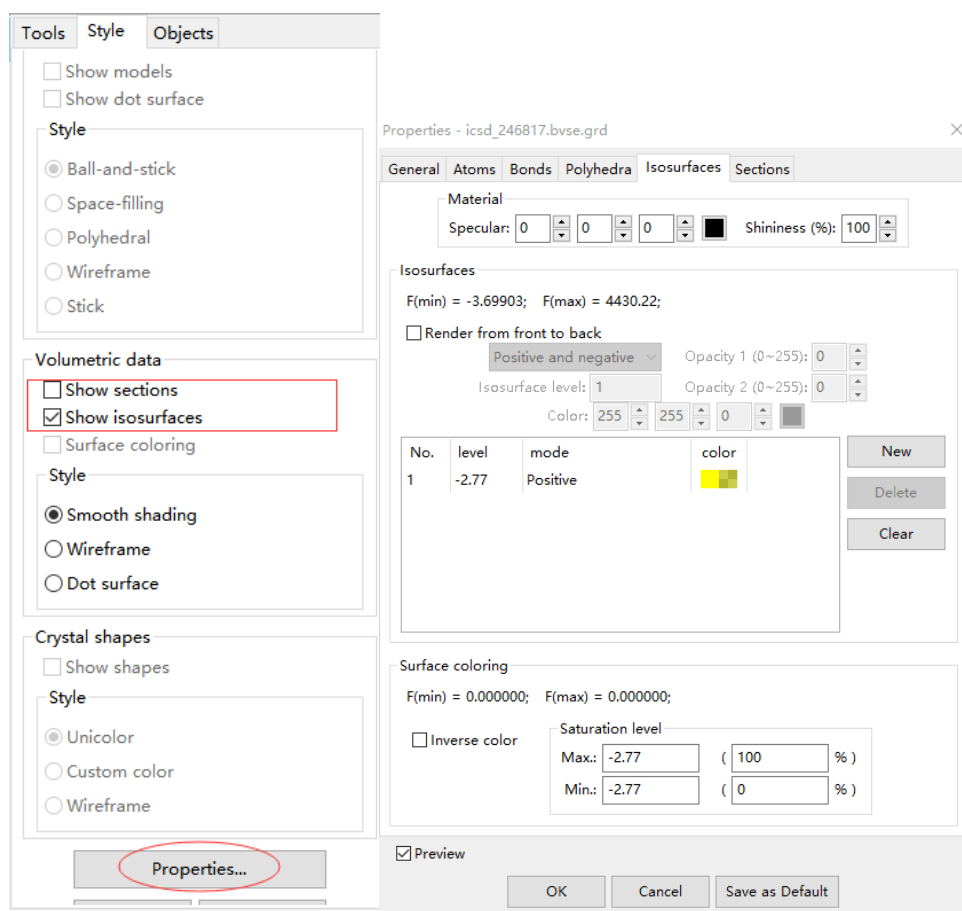 Tools Style Objects
Show models
Show dot surface
Style
Ball-and-stick
Space-filling
Polyhedral
Wireframe
Stick
Volumetric data
Show sections
Show isosurfaces
Surface coloring
Style
Smooth shading
Wireframe
Dot surface
Crystal shapes
Show shapes
Style
Unicolor
Custom color
Wireframe
Properties...
Properties - icsd_246817.bvse.grd
General Atoms Bonds Polyhedra Isosurfaces Sections
Material
Specular: 0 0 0 Shininess (%): 100
Isosurfaces
F(min) = -3.69903; F(max) = 4430.22;
Render from front to back
Positive and negative Opacity 1 (0~255): 0
Isosurface level: 1 Opacity 2 (0~255): 0
Color: 255 255 0
No. level mode color New
1 -2.77 Positive
Delete
Clear
Surface coloring
F(min) = 0.000000; F(max) = 0.000000;
Inverse color
Saturation level
Max.: -2.77 ( 100 % )
Min.: -2.77 ( 0 % )
Preview
OK Cancel Save as Default